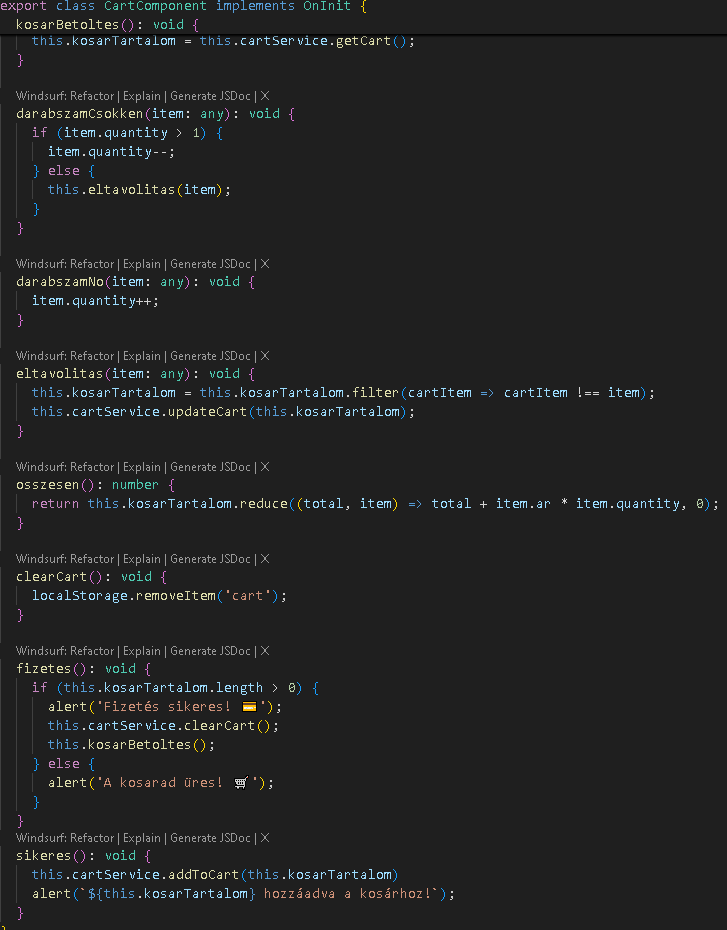 export class CartComponent implements OnInit {
  kosarBetoltes(): void {
    this.kosarTartalom = this.cartService.getCart();
  }
  Windsurf: Refactor | Explain | Generate JSDoc | X
  darabszamCsokken(item: any): void {
    if (item.quantity > 1) {
      item.quantity--;
    } else {
      this.eltavolitas(item);
    }
  }
  Windsurf: Refactor | Explain | Generate JSDoc | X
  darabszamNo(item: any): void {
    item.quantity++;
  }
  Windsurf: Refactor | Explain | Generate JSDoc | X
  eltavolitas(item: any): void {
    this.kosarTartalom = this.kosarTartalom.filter(cartItem => cartItem !== item);
    this.cartService.updateCart(this.kosarTartalom);
  }
  Windsurf: Refactor | Explain | Generate JSDoc | X
  osszesen(): number {
    return this.kosarTartalom.reduce((total, item) => total + item.ar * item.quantity, 0);
  }
  Windsurf: Refactor | Explain | Generate JSDoc | X
  clearCart(): void {
    localStorage.removeItem('cart');
  }
  Windsurf: Refactor | Explain | Generate JSDoc | X
  fizetes(): void {
    if (this.kosarTartalom.length > 0) {
      alert('Fizetés sikeres! 💳');
      this.cartService.clearCart();
      this.kosarBetoltes();
    } else {
      alert('A kosarad üres! 🛒');
    }
  }
  Windsurf: Refactor | Explain | Generate JSDoc | X
  sikeres(): void {
    this.cartService.addToCart(this.kosarTartalom)
    alert(`${this.kosarTartalom} hozzáadva a kosárhoz!`);
  }
}